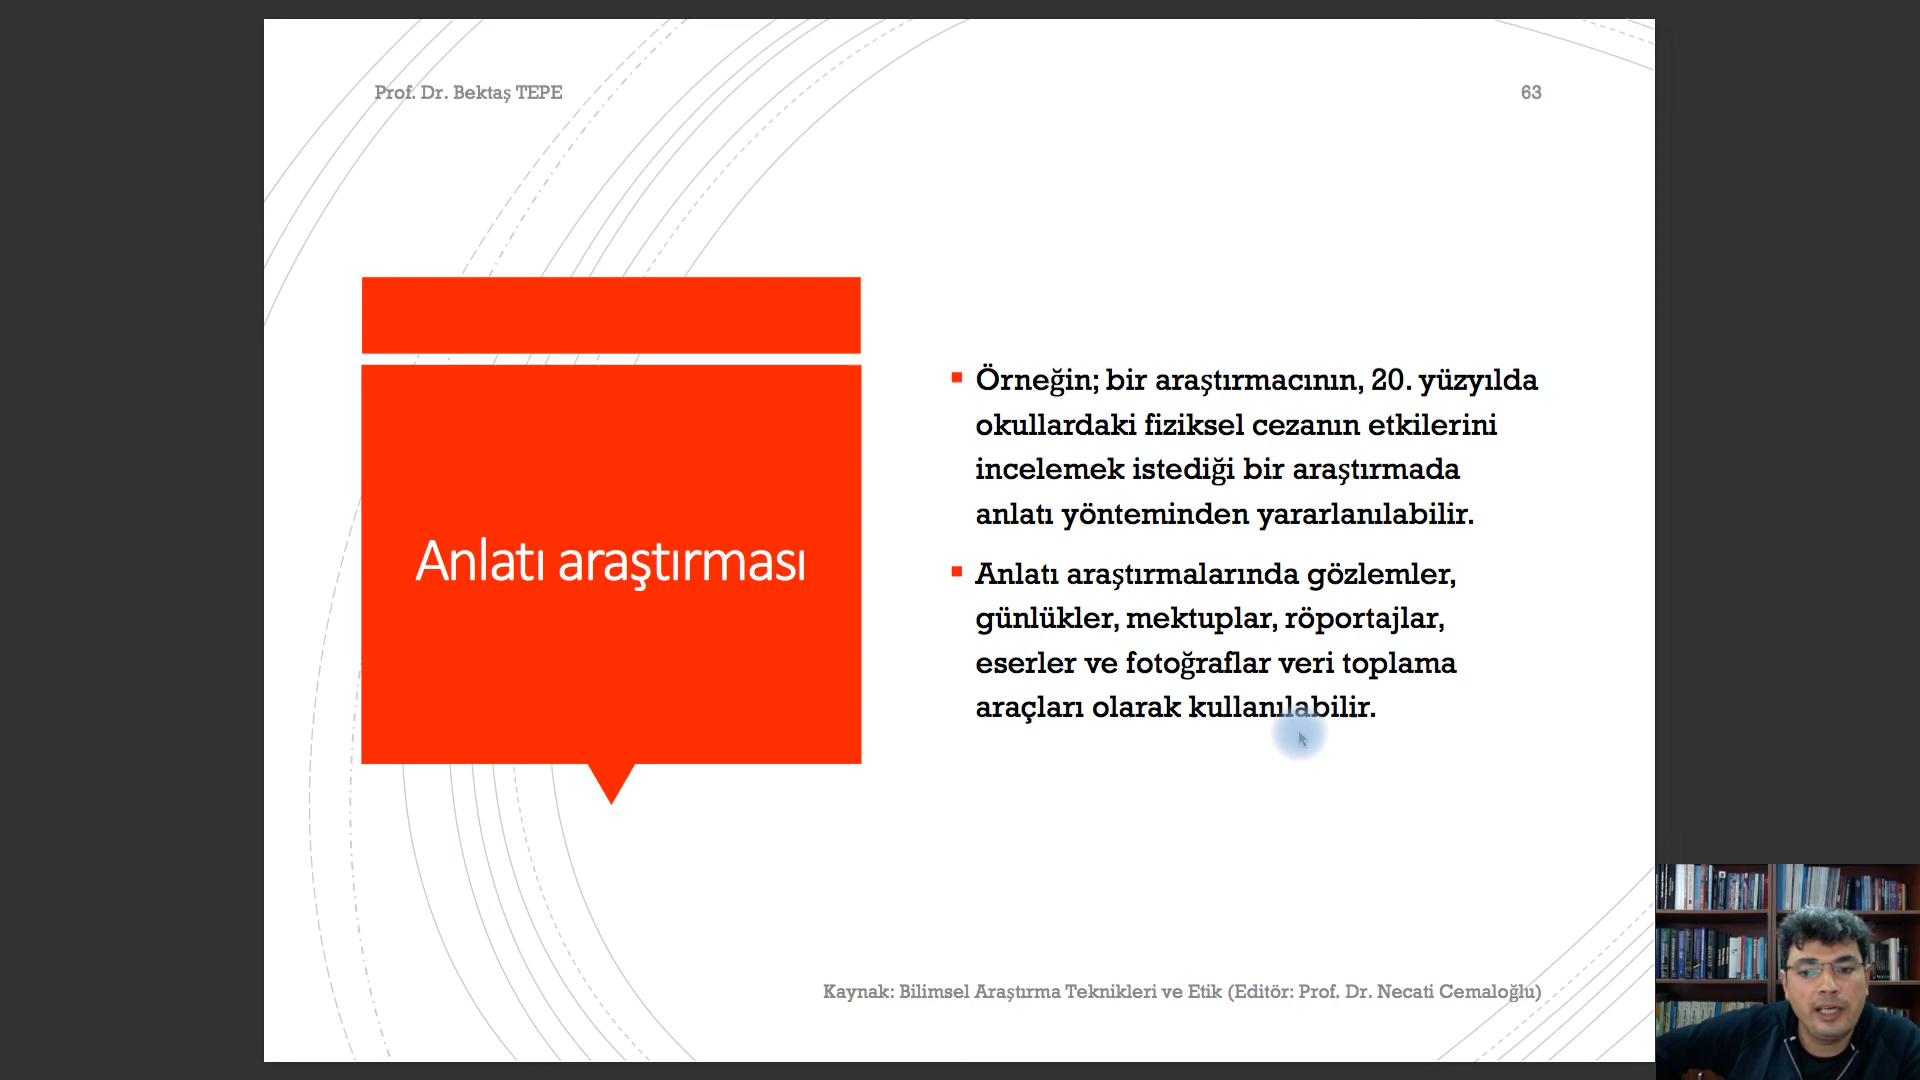 Prof. Dr. Bektaş TEPE
63
Anlatı araştırması
Örneğin; bir araştırmacının, 20. yüzyılda
okullardaki fiziksel cezanın etkilerini
incelemek istediği bir araştırmada
anlatı yönteminden yararlanılabilir.
Anlatı araştırmalarında gözlemler,
günlükler, mektuplar, röportajlar,
eserler ve fotoğraflar veri toplama
araçları olarak kullanılabilir.
Kaynak: Bilimsel Araştırma Teknikleri ve Etik (Editör: Prof. Dr. Necati Cemaloğlu)